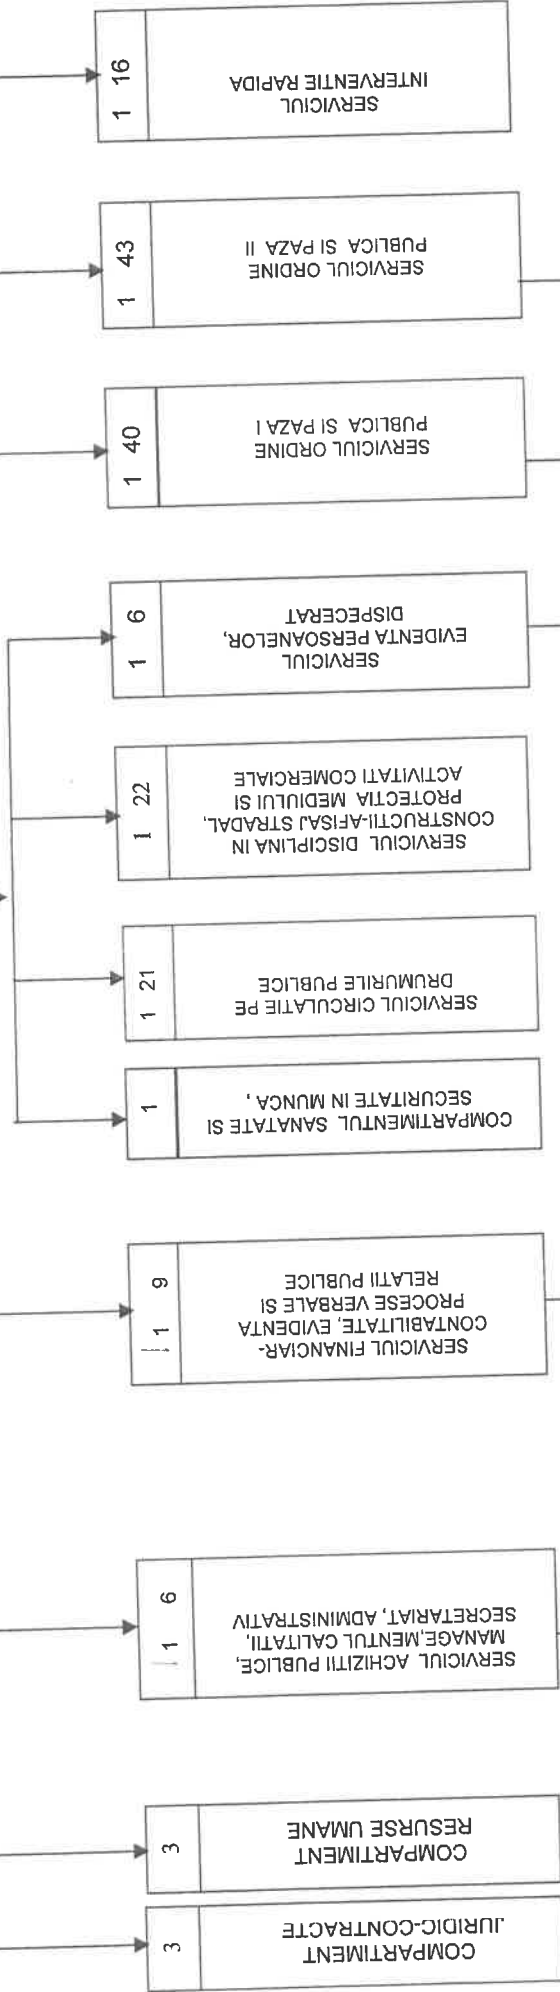 1 16
SERVICIUL
INTERVENTIE RAPIDA
1 43
SERVICIUL ORDINE
PUBLICA SI PAZA II
1 40
SERVICIUL ORDINE
PUBLICA SI PAZA I
1 6
SERVICIUL
EVIDENTA PERSOANELOR,
DISPECERAT
1 22
SERVICIUL DISCIPLINA IN
CONSTRUCTII-AFISAJ STRADAL,
PROTECTIA MEDIULUI SI
ACTIVITATI COMERCIALE
1 21
SERVICIUL CIRCULATIE PE
DRUMURILE PUBLICE
1
COMPARTIMENTUL SANATATE SI
SECURITATE IN MUNCA ,
1 9
SERVICIUL FINANCIAR-
CONTABILITATE, EVIDENTA
PROCESE VERBALE SI
RELATII PUBLICE
1 6
SERVICIUL ACHIZITII PUBLICE,
MANAGE,MENTUL CALITATII,
SECRETARIAT, ADMINISTRATIV
3
COMPARTIMENT
RESURSE UMANE
3
COMPARTIMENT
JURIDIC-CONTRACTE